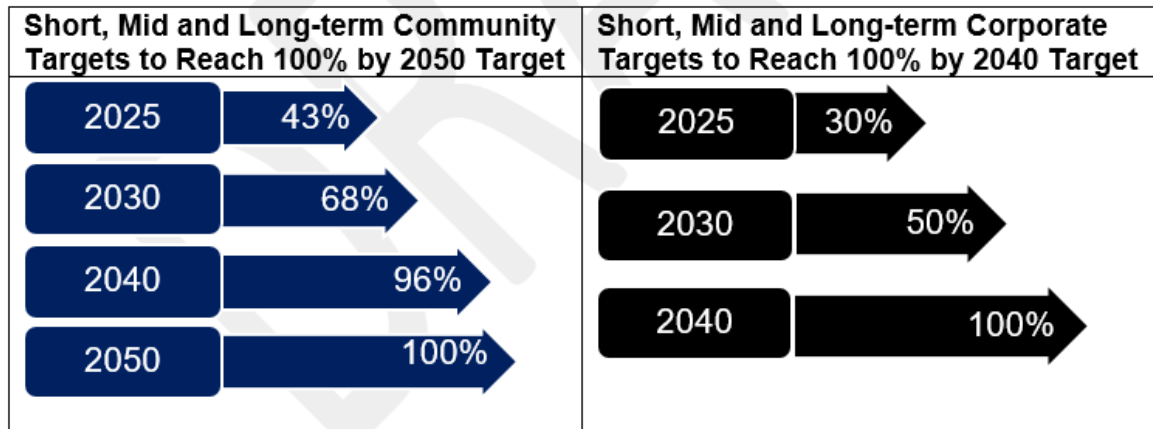 Short, Mid and Long-term Community
Targets to Reach 100% by 2050 Target
2025 43%
2030 68%
2040 96%
2050 100%
Short, Mid and Long-term Corporate
Targets to Reach 100% by 2040 Target
2025 30%
2030 50%
2040 100%